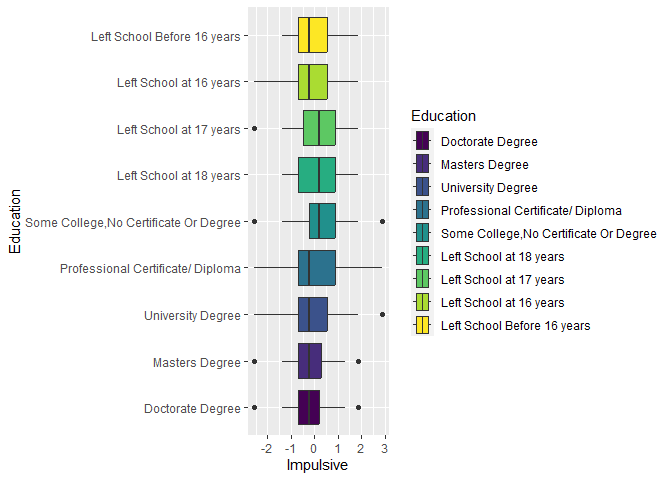 Left School Before 16 years
Left School at 16 years
Left School at 17 years
Left School at 18 years
Some College,No Certificate Or Degree
Professional Certificate/ Diploma
University Degree
Masters Degree
Doctorate Degree
Education
-2 -1 0 1 2 3
Impulsive
Education
Doctorate Degree
Masters Degree
University Degree
Professional Certificate/ Diploma
Some College,No Certificate Or Degree
Left School at 18 years
Left School at 17 years
Left School at 16 years
Left School Before 16 years